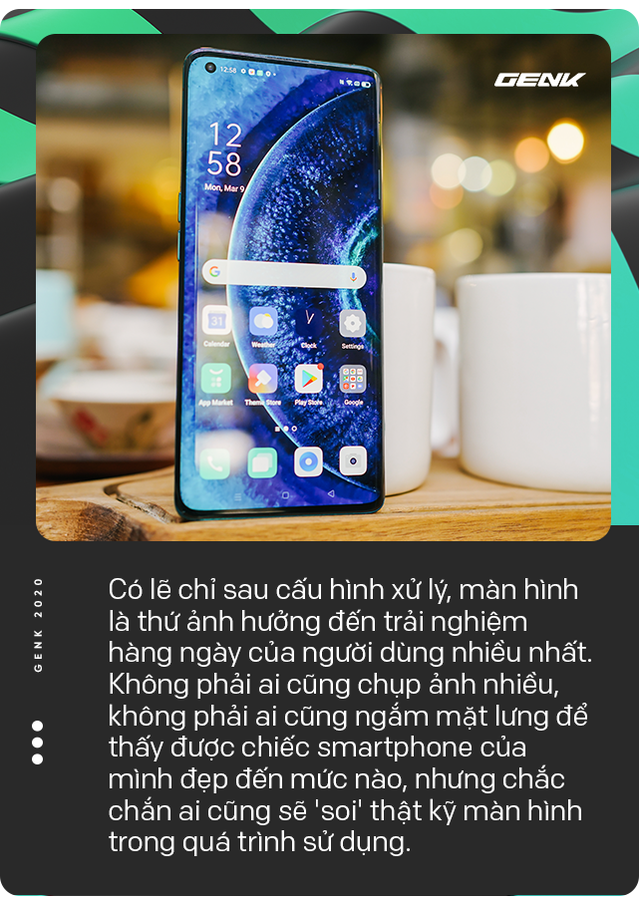 GENK
12:58
12
58
Mon, Mar 9
G
31
Calendar
Weather
Clock
Settings
App Market
Theme Store
Play Store
Google
GENK 2020
Có lẽ chỉ sau cấu hình xử lý, màn hình
là thứ ảnh hưởng đến trải nghiệm
hàng ngày của người dùng nhiều nhất.
Không phải ai cũng chụp ảnh nhiều,
không phải ai cũng ngắm mặt lưng để
thấy được chiếc smartphone của
mình đẹp đến mức nào, nhưng chắc
chắn ai cũng sẽ 'soi' thật kỹ màn hình
trong quá trình sử dụng.